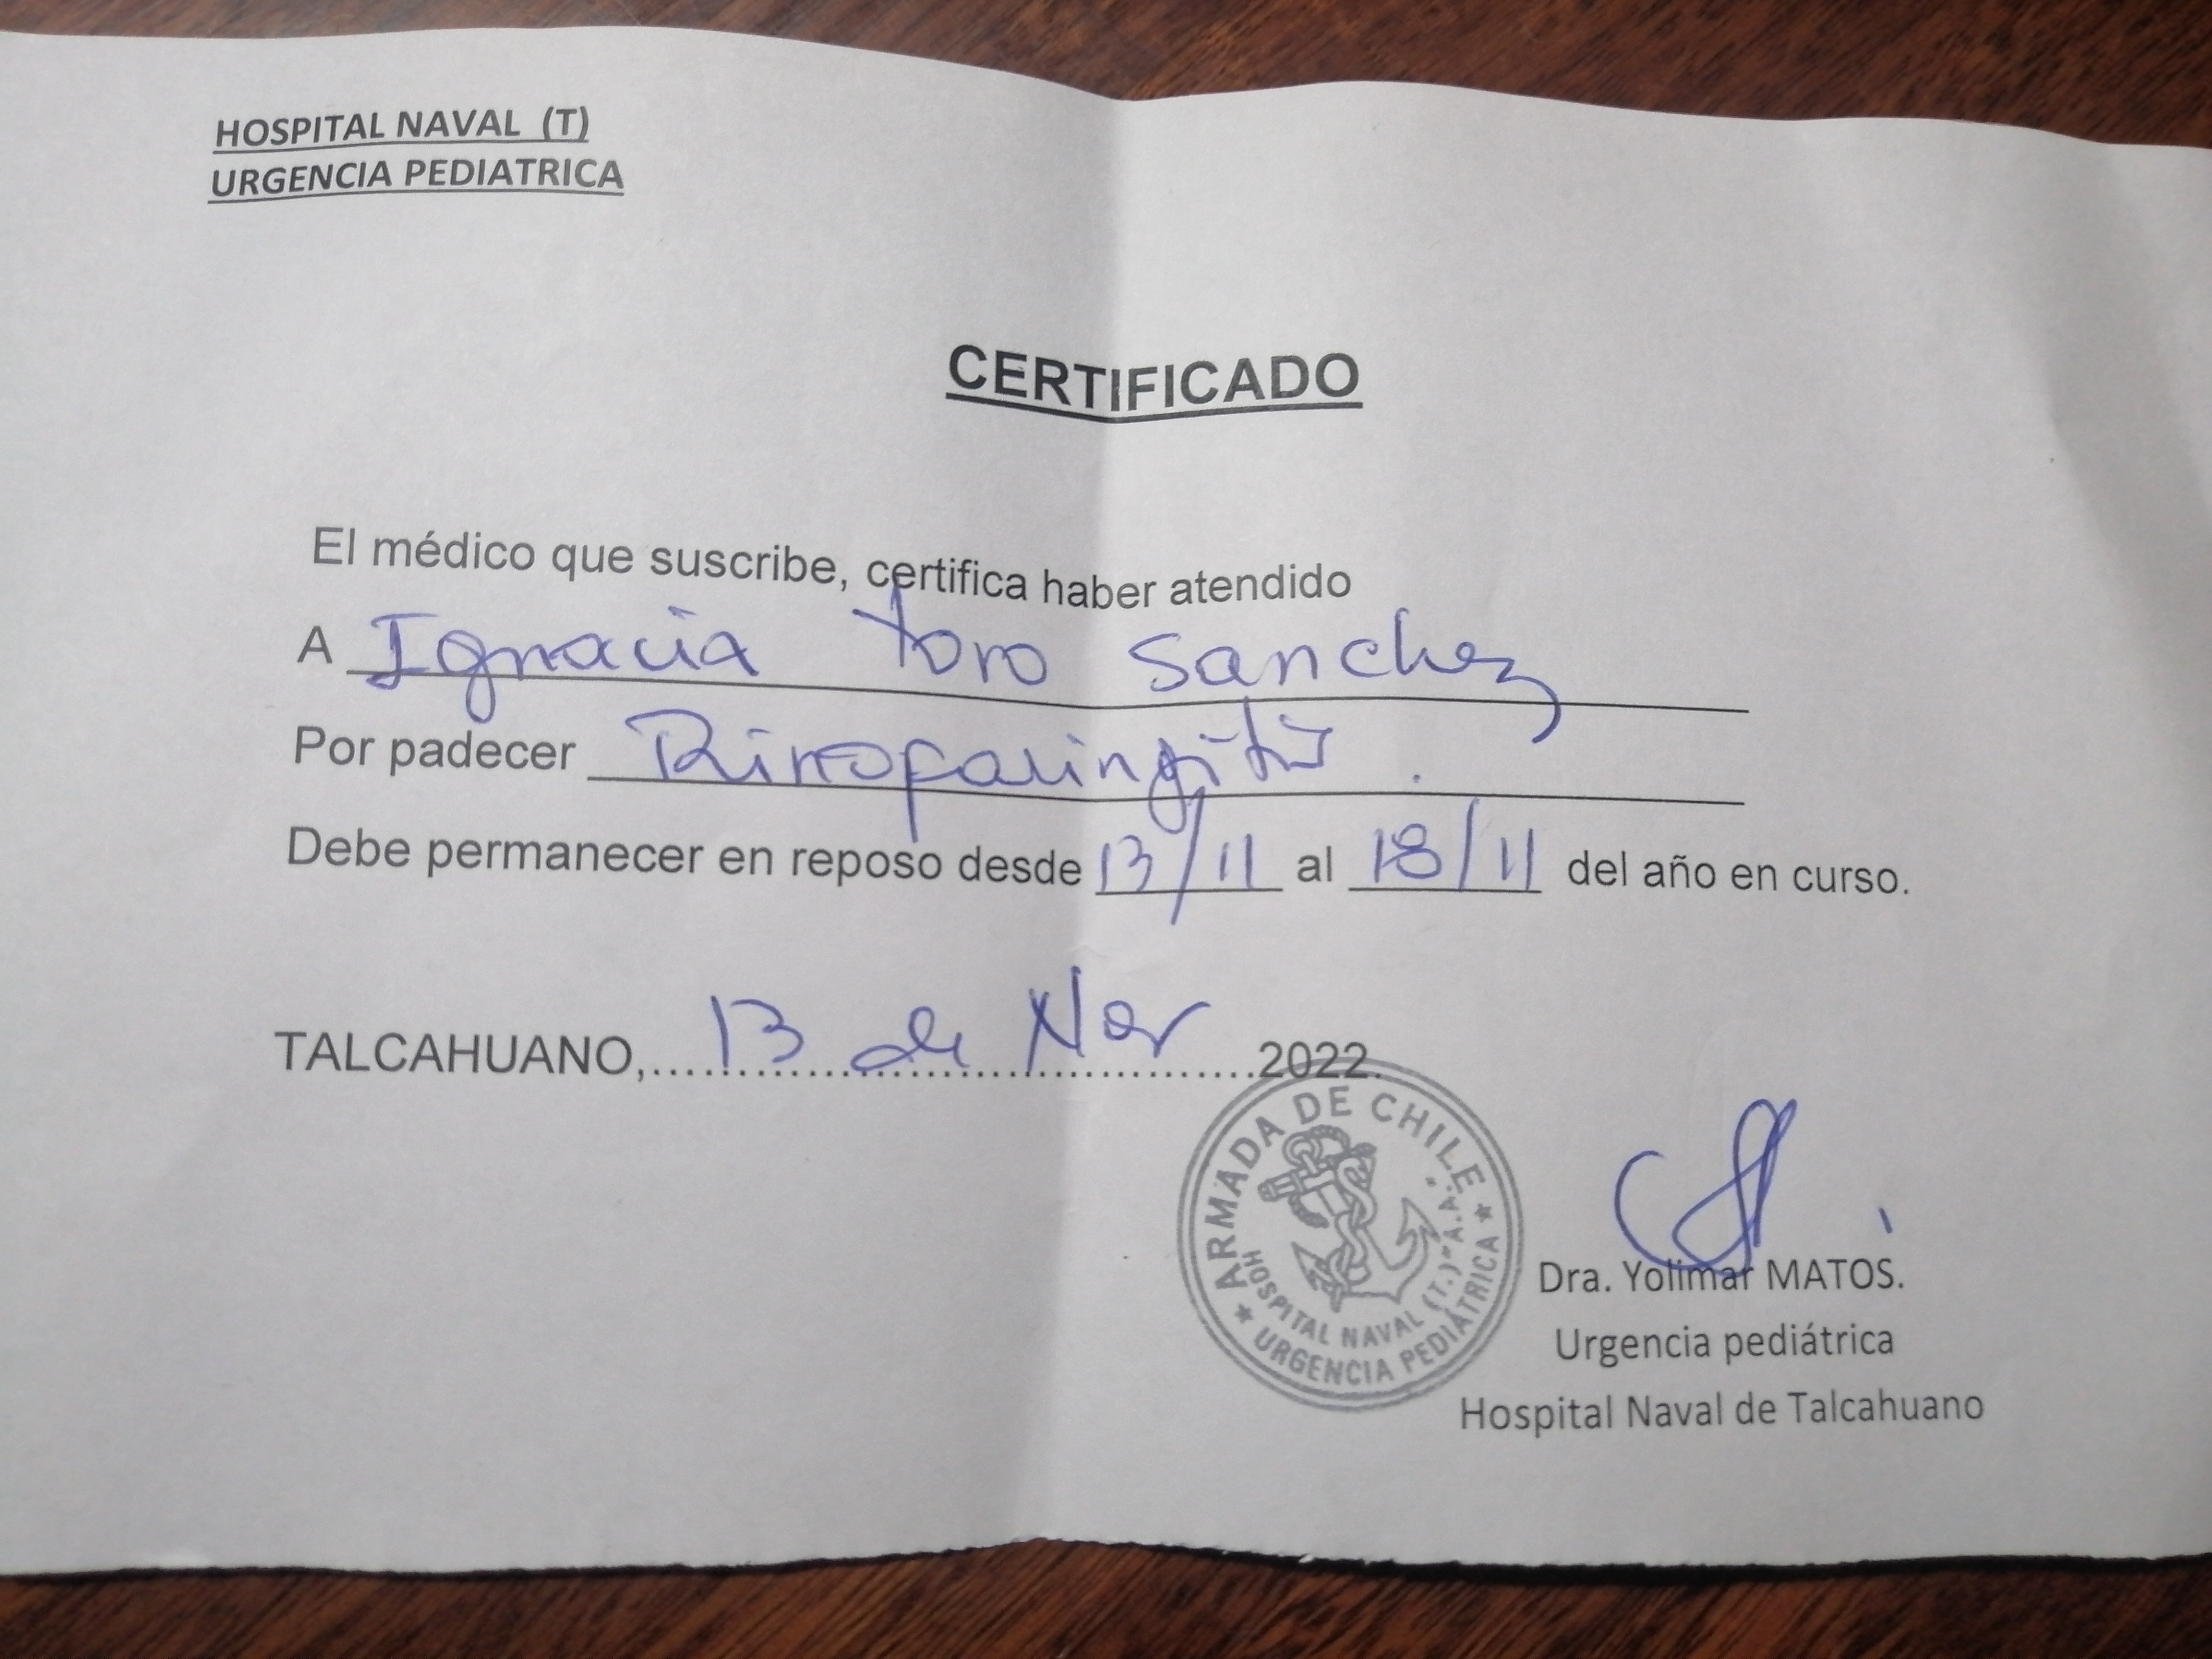 HOSPITAL NAVAL (T)
URGENCIA PEDIATRICA
CERTIFICADO
El médico que suscribe, certifica haber atendido
A Ignacia Toro Sanchez
Por padecer Rinofaringitis.
Debe permanecer en reposo desde 13/11 al 18/11 del año en curso.
TALCAHUANO,....13 de Nov....2022.
ARMADA DE CHILE
HOSPITAL NAVAL (T.) "A.A."
★ URGENCIA PEDIÁTRICA ★
Dra. Yolimar MATOS.
Urgencia pediátrica
Hospital Naval de Talcahuano